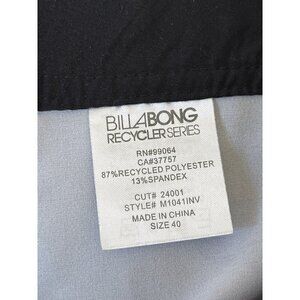 BILLABONG
RECYCLER SERIES
RN#99064
CA#37757
87%RECYCLED POLYESTER
13%SPANDEX
CUT# 24001
STYLE# M1041INV
MADE IN CHINA
SIZE 40